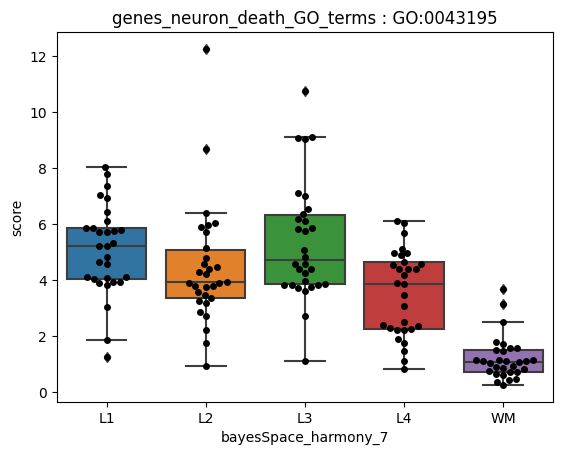 genes_neuron_death_GO_terms : GO:0043195
score
12
10
8
6
4
2
0
L1 L2 L3 L4 WM
bayesSpace_harmony_7